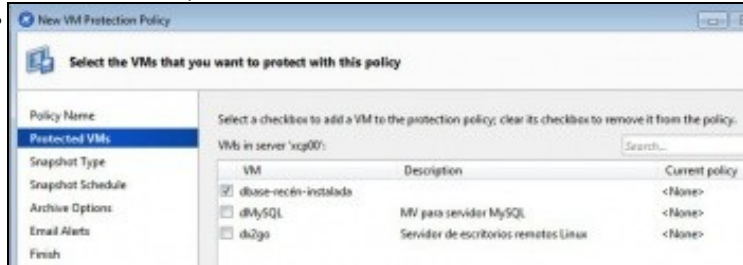 New VM Protection Policy
Select the VMs that you want to protect with this policy
Policy Name
Protected VMs
Snapshot Type
Snapshot Schedule
Archive Options
Email Alerts
Finish
Select a checkbox to add a VM to the protection policy; clear its checkbox to remove it from the policy.
VMs in server 'xcp00':
Search...
VM Description Current policy
dbase-recén-instalada <None>
dMySQL MV para servidor MySQL <None>
dx2go Servidor de escritorios remotos Linux <None>